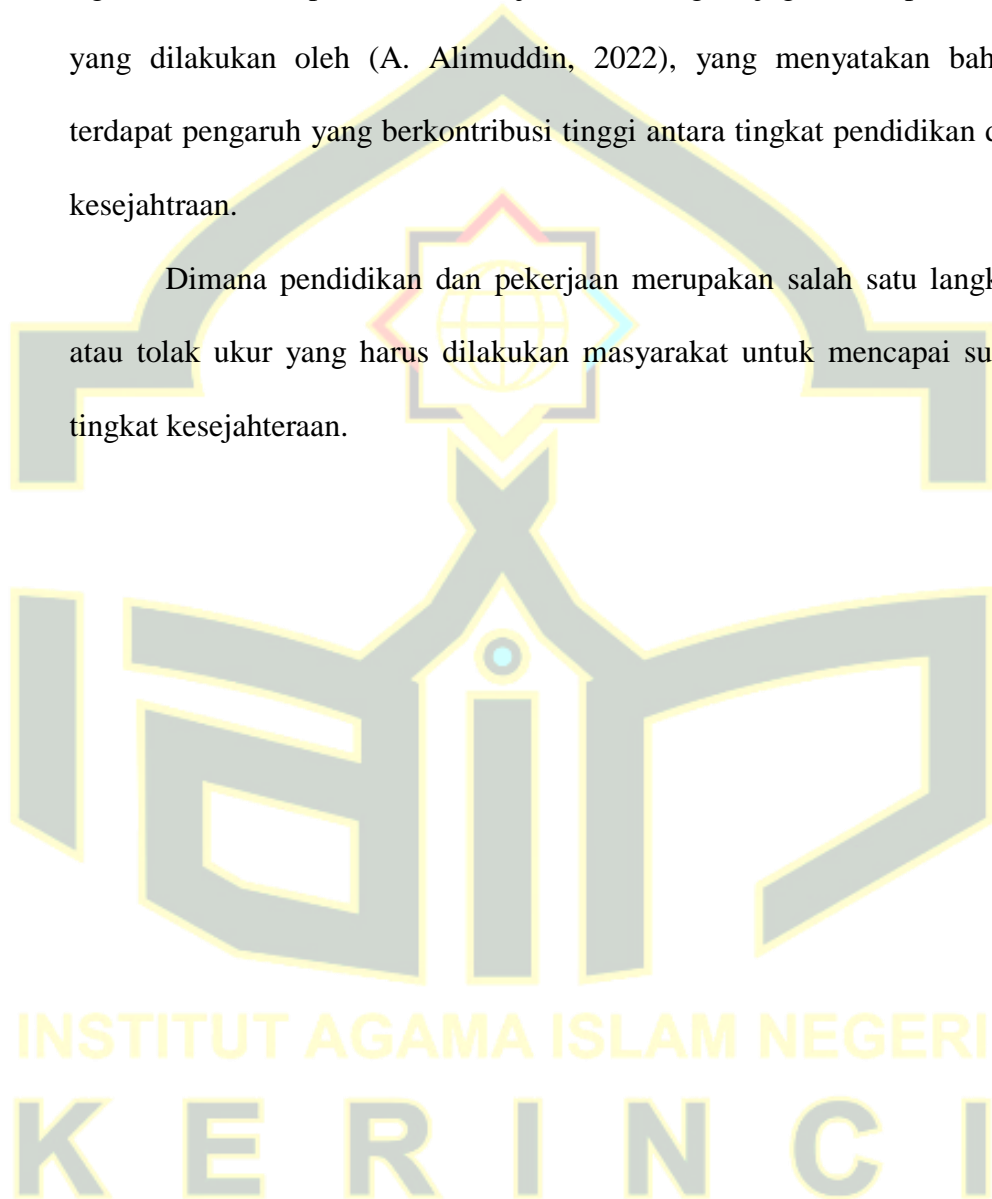 yang dilakukan oleh (A. Alimuddin, 2022), yang menyatakan bah
terdapat pengaruh yang berkontribusi tinggi antara tingkat pendidikan d
kesejahtraan.
Dimana pendidikan dan pekerjaan merupakan salah satu langk
atau tolak ukur yang harus dilakukan masyarakat untuk mencapai su
tingkat kesejahteraan.
iain
INSTITUT AGAMA ISLAM NEGERI
KERINCI